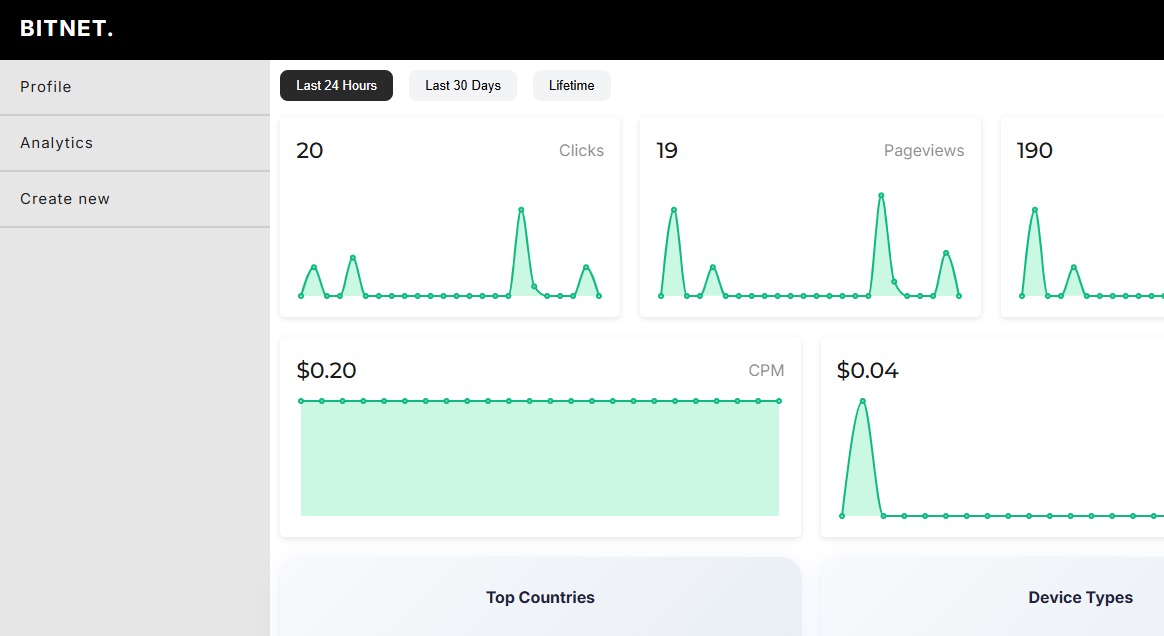 BITNET.
Profile
Analytics
Create new
Last 24 Hours Last 30 Days Lifetime
20 Clicks
19 Pageviews
190
$0.20 CPM
$0.04
Top Countries
Device Types